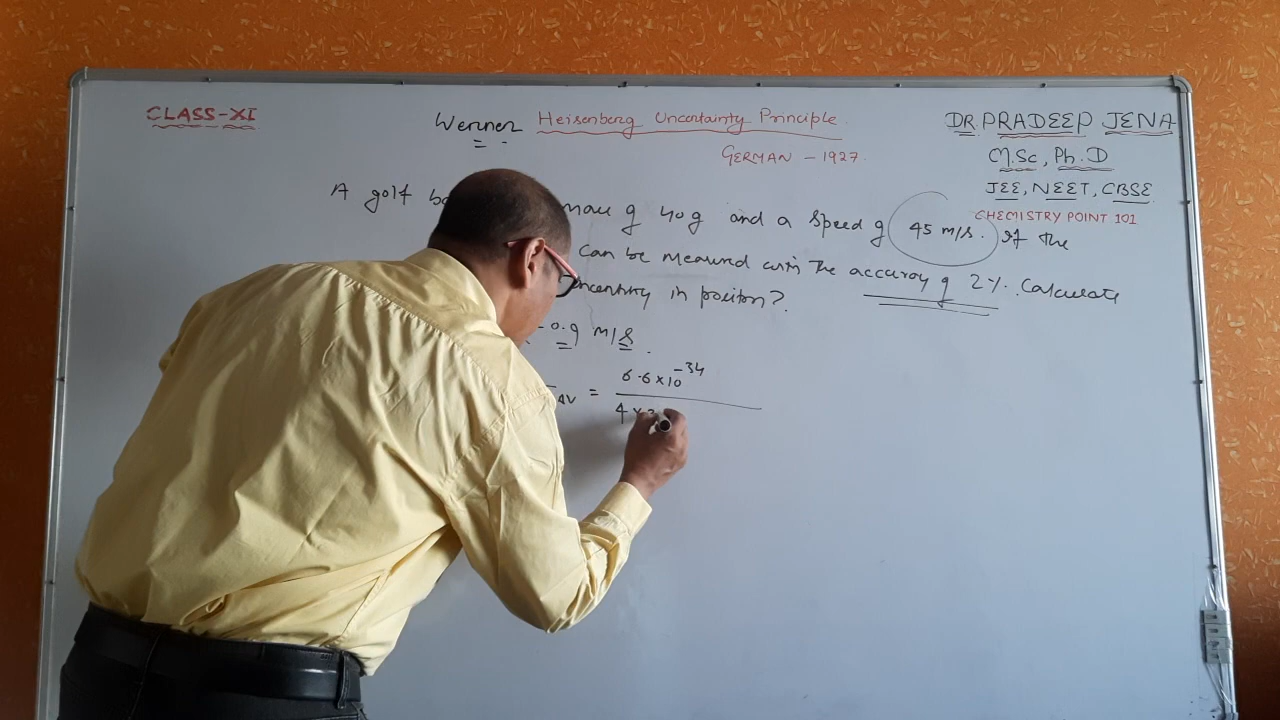 CLASS-XI
Werner Heisenberg Uncertainty Principle
GERMAN - 1927.
DR PRADEEP JENA
M.Sc, Ph.D
JEE, NEET, CBSE
CHEMISTRY POINT 101
A golf of 40g and a speed of 45 m/s. If the
can be measured with the accuracy of 2%. Calculate
in position?
0.9 m/s.
ΔV = 6.6×10⁻³⁴
4×